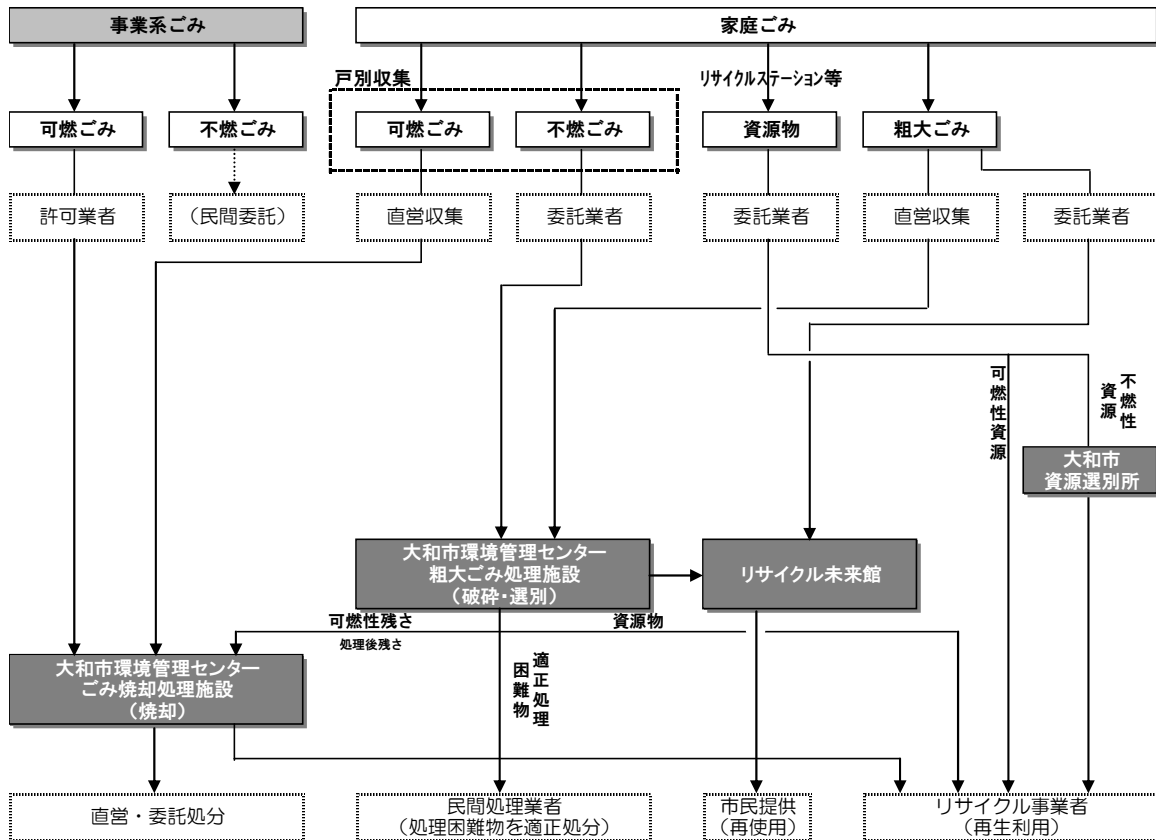 事業系ごみ
家庭ごみ
戸別収集
リサイクルステーション等
可燃ごみ
不燃ごみ
可燃ごみ
不燃ごみ
資源物
粗大ごみ
許可業者
（民間委託）
直営収集
委託業者
委託業者
直営収集
委託業者
可燃性資源
不燃性
資源
大和市
資源選別所
大和市環境管理センター
粗大ごみ処理施設
（破砕・選別）
リサイクル未来館
可燃性残さ
資源物
処理後残さ
適正処理
困難物
大和市環境管理センター
ごみ焼却処理施設
（焼却）
直営・委託処分
民間処理業者
（処理困難物を適正処分）
市民提供
（再使用）
リサイクル事業者
（再生利用）